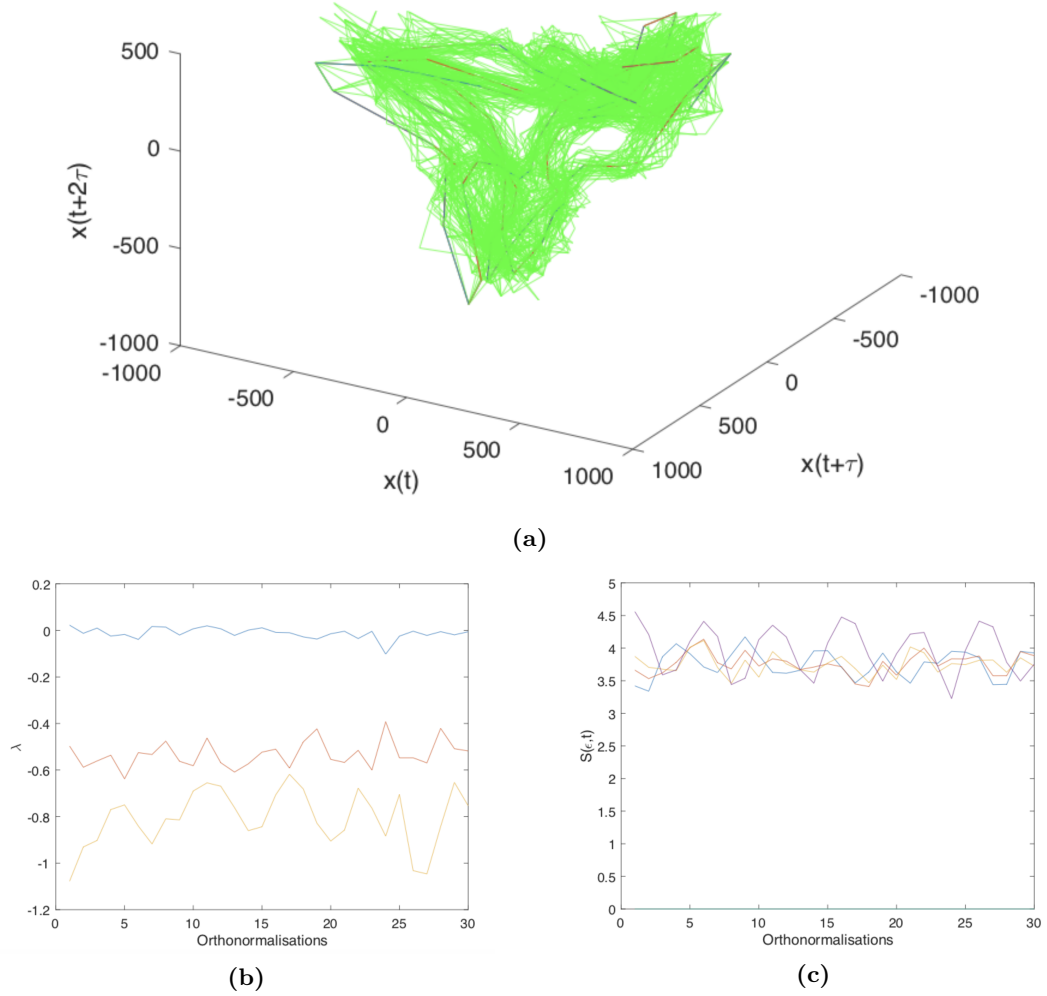 500
0
-500
-1000
x(t+2τ)
-1000
-500
0
500
1000
x(t)
1000
500
0
-500
-1000
x(t+τ)
(a)
0.2
0
-0.2
-0.4
-0.6
-0.8
-1
-1.2
λ
0 5 10 15 20 25 30
Orthonormalisations
(b)
5
4.5
4
3.5
3
2.5
2
1.5
1
0.5
0
S(ϵ,t)
0 5 10 15 20 25 30
Orthonormalisations
(c)